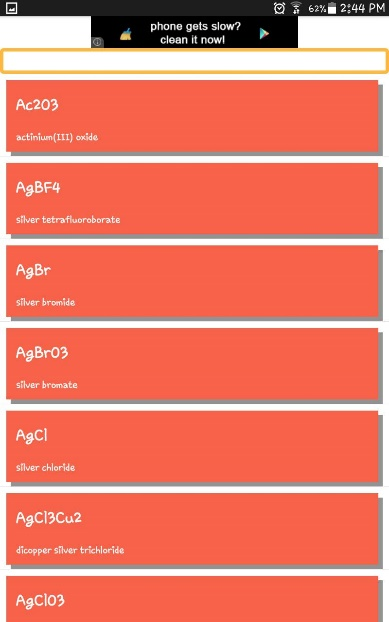 62% 2:44 PM
phone gets slow?
clean it now!
Ac2O3
actinium(III) oxide
AgBF4
silver tetrafluoroborate
AgBr
silver bromide
AgBrO3
silver bromate
AgCl
silver chloride
AgCl3Cu2
dicopper silver trichloride
AgClO3